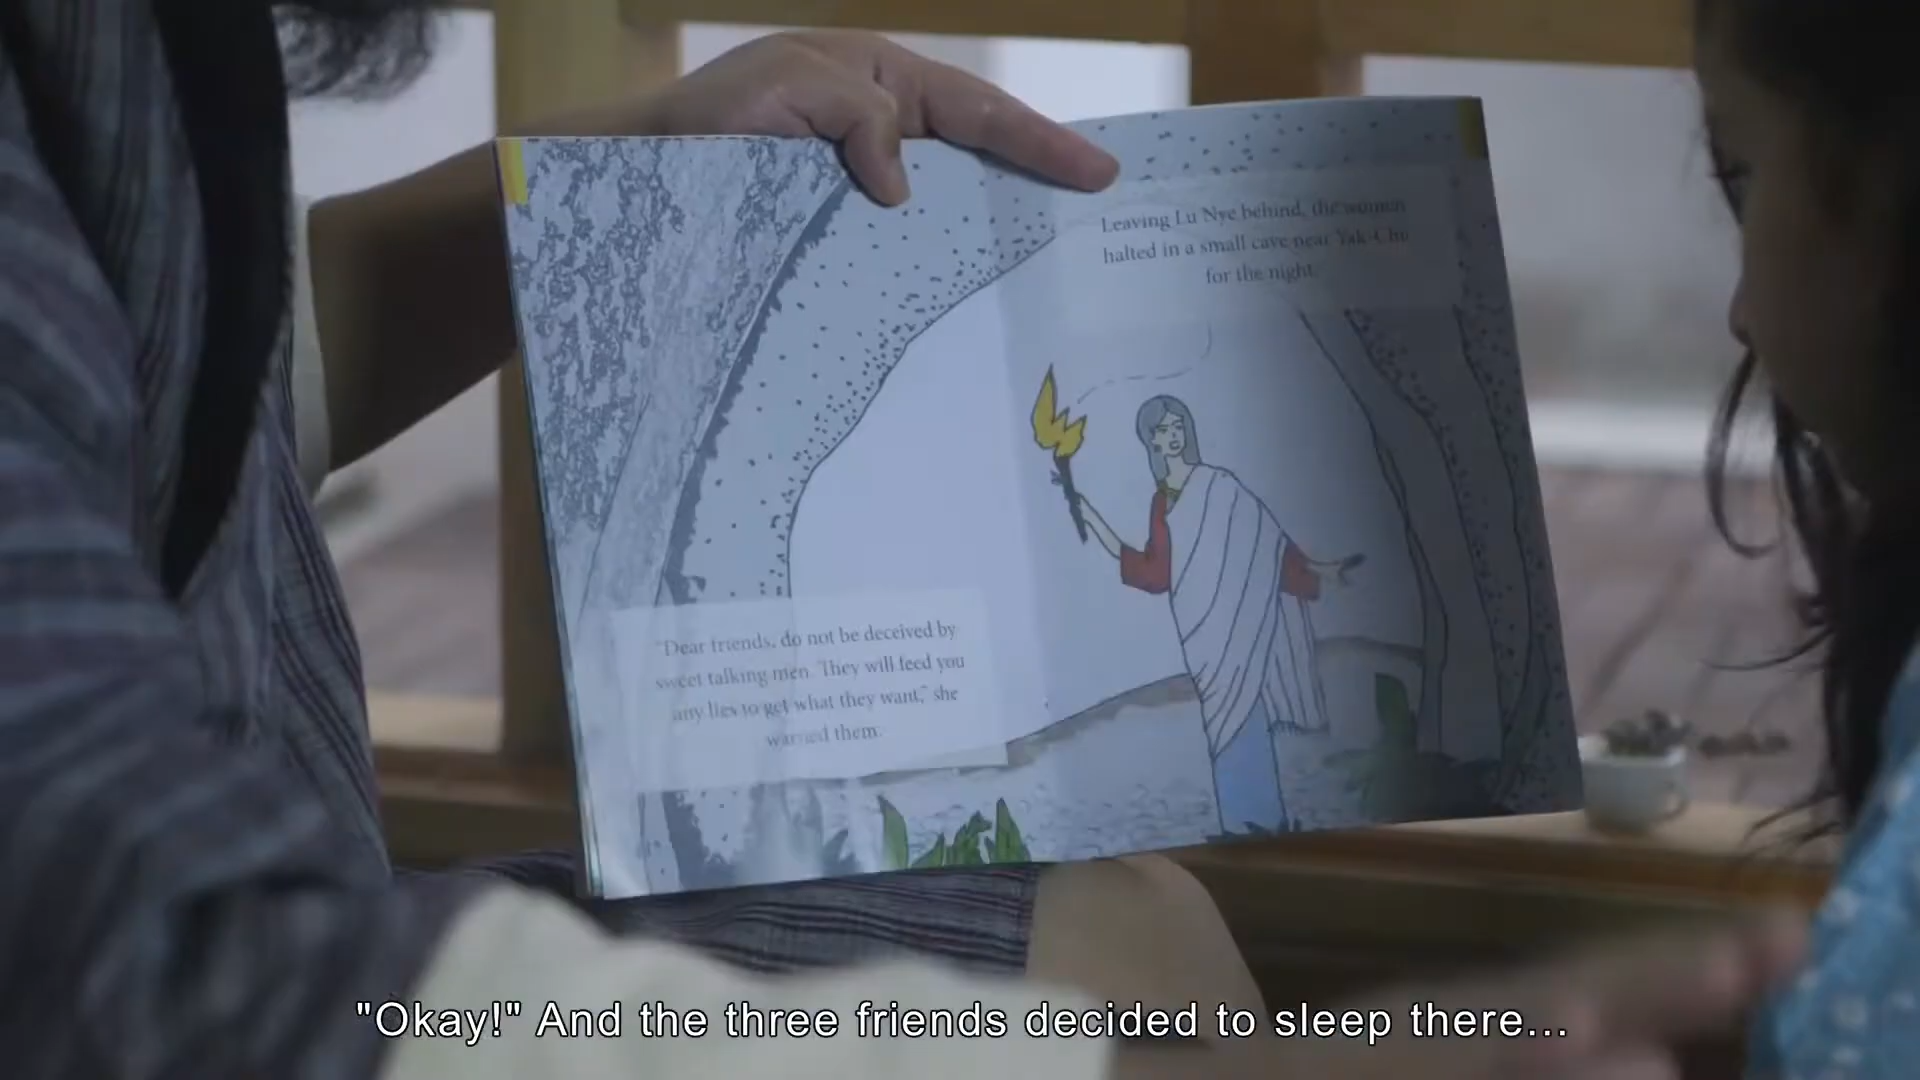 Leaving Lu Nye behind, the women
halted in a small cave near Yak-Chu
for the night.
"Dear friends, do not be deceived by
sweet talking men. They will feed you
any lies to get what they want," she
warned them.
"Okay!" And the three friends decided to sleep there...